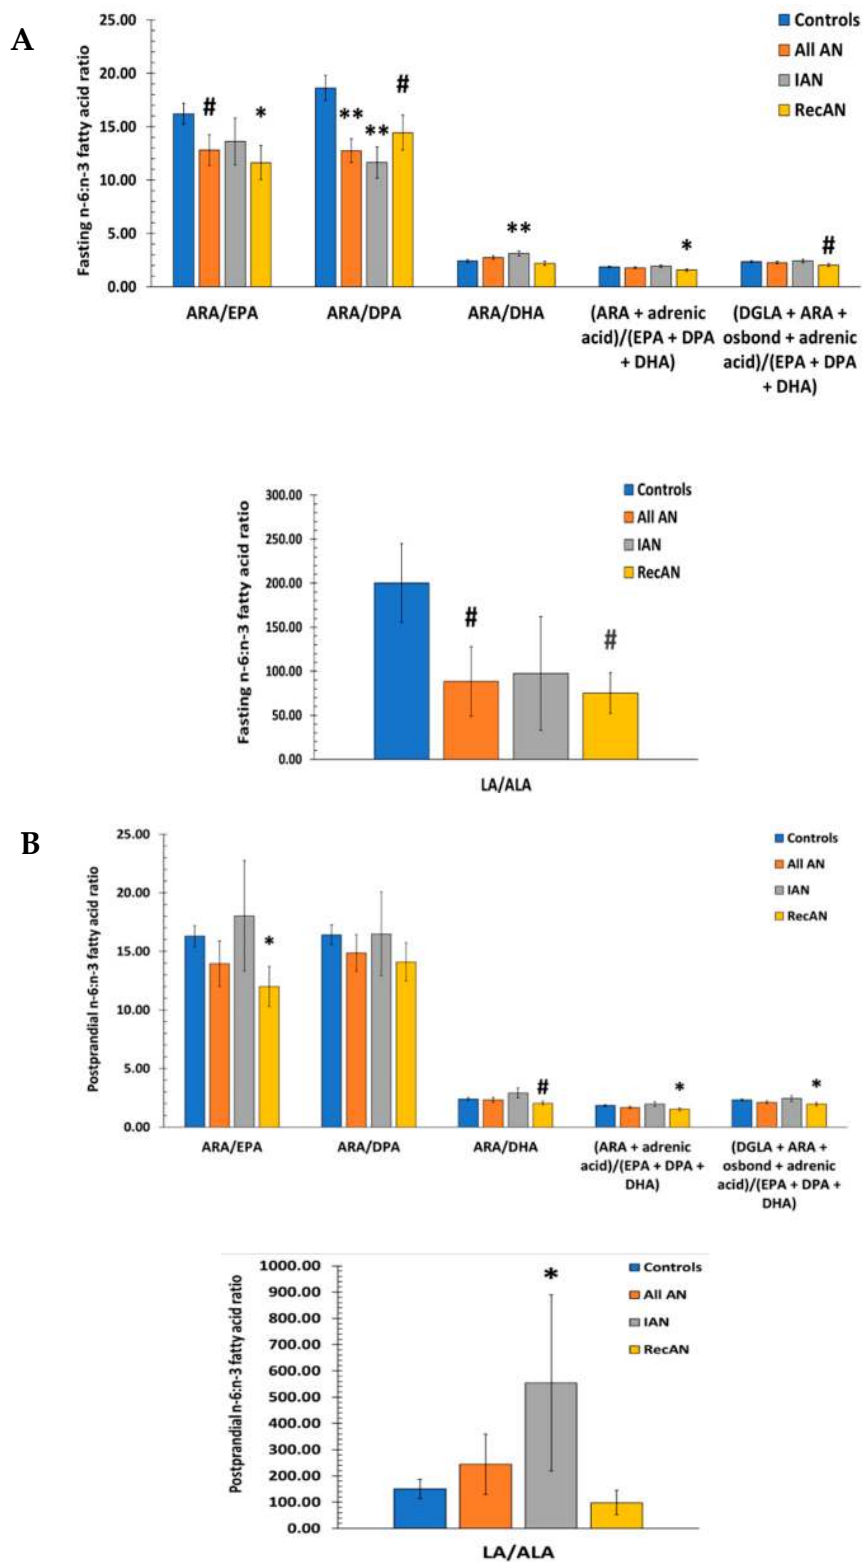 A
25.00
20.00
15.00
10.00
5.00
0.00
Fasting n-6:n-3 fatty acid ratio
Controls
All AN
IAN
RecAN
#
*
**
**
#
**
*
#
ARA/EPA
ARA/DPA
ARA/DHA
(ARA + adrenic
acid)/(EPA + DPA
+ DHA)
(DGLA + ARA +
osbond + adrenic
acid)/(EPA + DPA
+ DHA)
300.00
250.00
200.00
150.00
100.00
50.00
0.00
Fasting n-6:n-3 fatty acid ratio
Controls
All AN
IAN
RecAN
#
#
LA/ALA
B
25.00
20.00
15.00
10.00
5.00
0.00
Postprandial n-6:n-3 fatty acid ratio
Controls
All AN
IAN
RecAN
*
#
*
*
ARA/EPA
ARA/DPA
ARA/DHA
(ARA + adrenic
acid)/(EPA + DPA +
DHA)
(DGLA + ARA +
osbond + adrenic
acid)/(EPA + DPA +
DHA)
1000.00
900.00
800.00
700.00
600.00
500.00
400.00
300.00
200.00
100.00
0.00
Postprandial n-6:n-3 fatty acid ratio
Controls
All AN
IAN
RecAN
*
LA/ALA